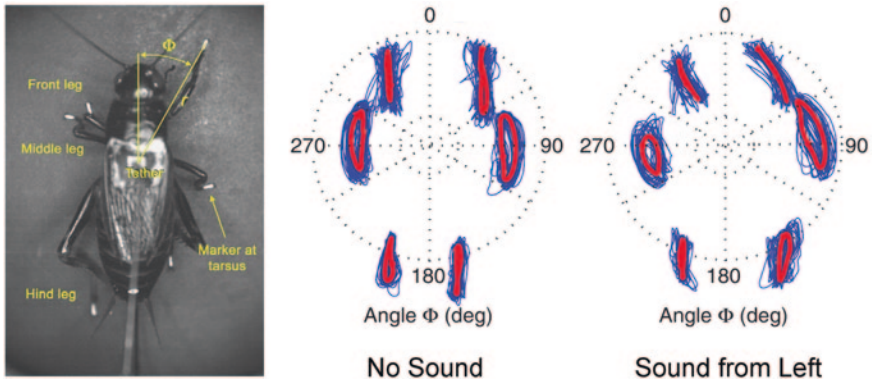 Φ
r
Front leg
Middle leg
Tether
Marker at
tarsus
Hind leg
0
270
90
180
Angle Φ (deg)
No Sound
0
270
90
180
Angle Φ (deg)
Sound from Left